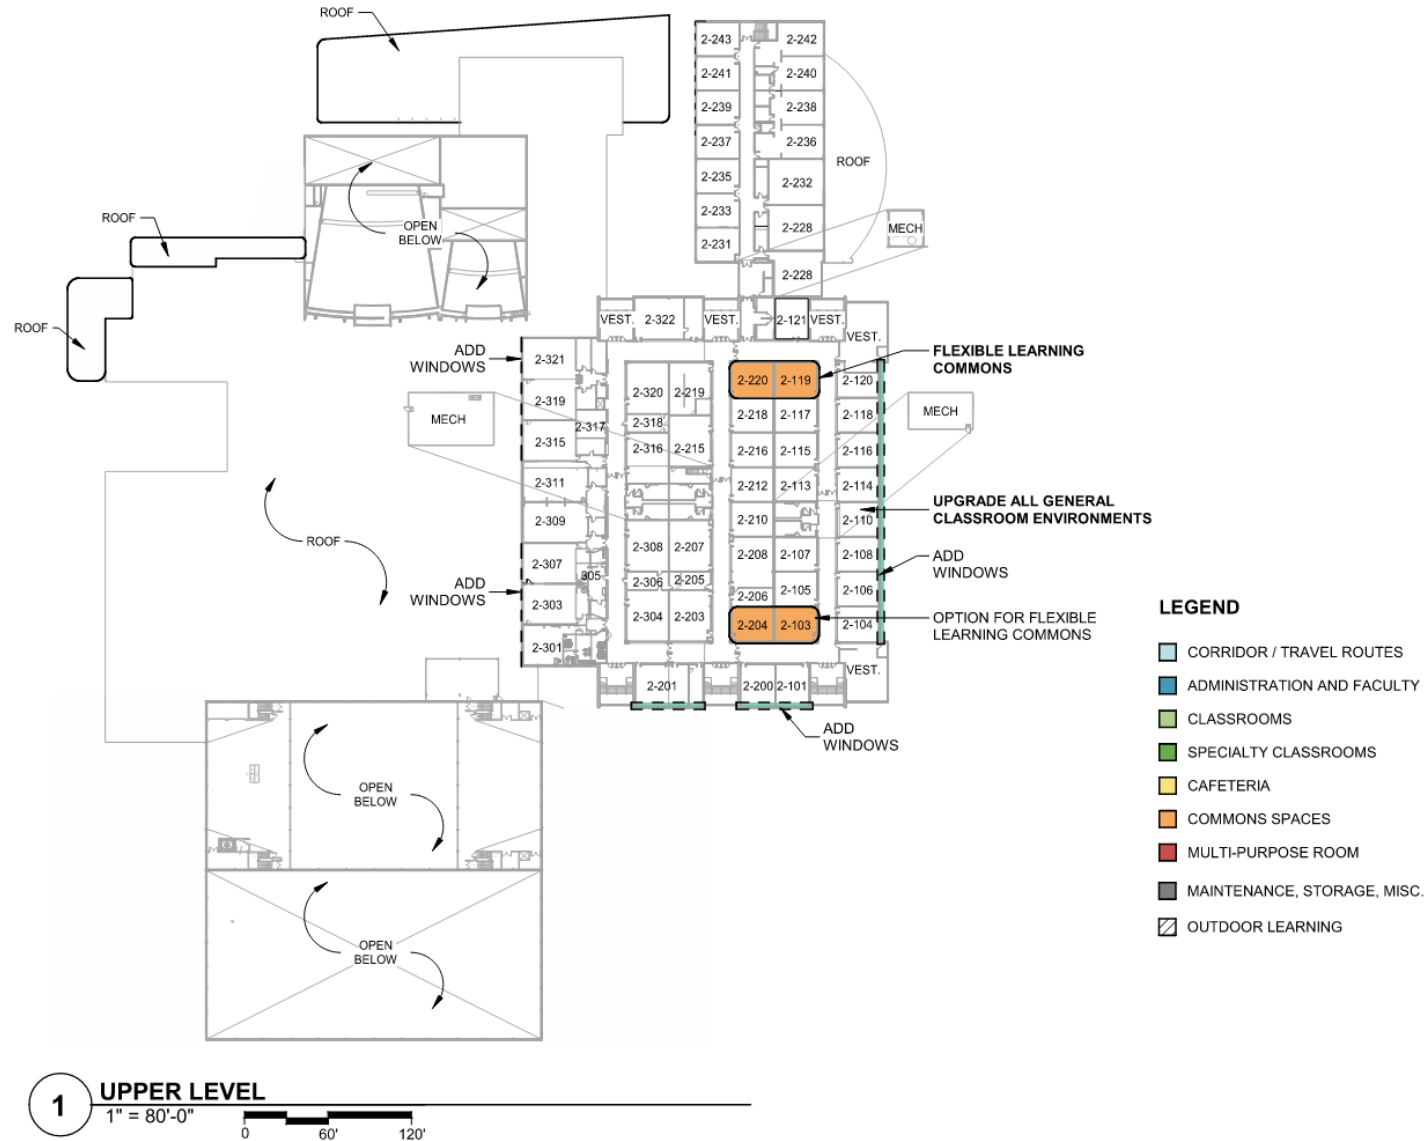 ROOF
2-243
2-242
2-241
2-240
2-239
2-238
2-237
2-236
ROOF
2-235
2-232
2-233
2-228
2-231
MECH
2-228
OPEN
BELOW
ROOF
ROOF
VEST.
2-322
VEST.
2-121
VEST.
VEST.
ADD
WINDOWS
2-321
FLEXIBLE LEARNING
COMMONS
2-320
2-219
2-220
2-119
2-120
2-319
MECH
2-318
2-218
2-117
2-118
MECH
2-317
2-315
2-316
2-215
2-216
2-115
2-116
2-311
2-212
2-113
2-114
UPGRADE ALL GENERAL
CLASSROOM ENVIRONMENTS
2-309
2-210
2-110
ROOF
2-308
2-207
2-208
2-107
2-108
ADD
WINDOWS
2-307
305
2-306
2-205
2-105
2-106
ADD
WINDOWS
2-303
2-206
2-304
2-203
2-204
2-103
2-104
OPTION FOR FLEXIBLE
LEARNING COMMONS
2-301
VEST.
2-201
2-200
2-101
ADD
WINDOWS
OPEN
BELOW
OPEN
BELOW
LEGEND
CORRIDOR / TRAVEL ROUTES
ADMINISTRATION AND FACULTY
CLASSROOMS
SPECIALTY CLASSROOMS
CAFETERIA
COMMONS SPACES
MULTI-PURPOSE ROOM
MAINTENANCE, STORAGE, MISC.
OUTDOOR LEARNING
1
UPPER LEVEL
1" = 80'-0"
0
60'
120'